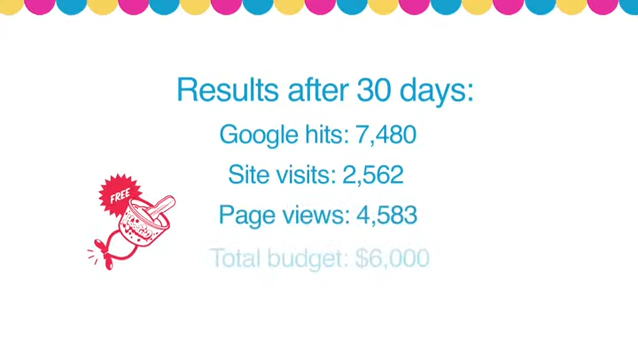 Results after 30 days:
Google hits: 7,480
Site visits: 2,562
FREE
Page views: 4,583
Total budget: $6,000